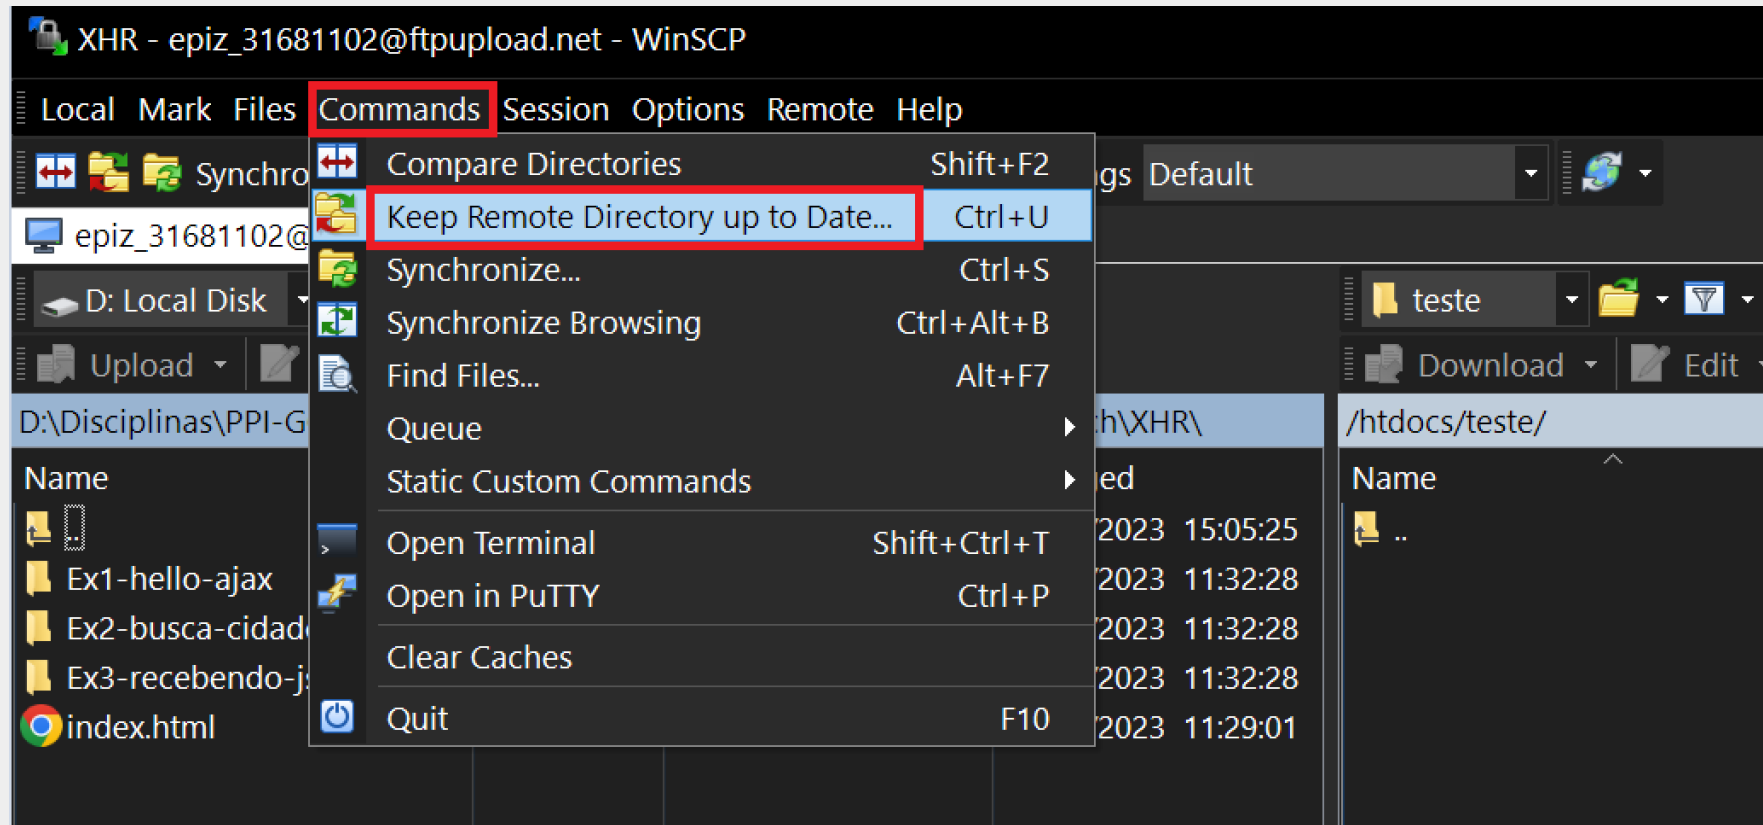 XHR - epiz_31681102@ftpupload.net - WinSCP
Local Mark Files Commands Session Options Remote Help
Synchro
Default
epiz_31681102@
Compare Directories Shift+F2
Keep Remote Directory up to Date... Ctrl+U
Synchronize... Ctrl+S
Synchronize Browsing Ctrl+Alt+B
Find Files... Alt+F7
Queue
Static Custom Commands
Open Terminal Shift+Ctrl+T
Open in PuTTY Ctrl+P
Clear Caches
Quit F10
D: Local Disk
Upload
D:\Disciplinas\PPI-G
h\XHR\
Name
ed
..
/2023 15:05:25
Ex1-hello-ajax
/2023 11:32:28
Ex2-busca-cidad
/2023 11:32:28
Ex3-recebendo-j
/2023 11:32:28
index.html
/2023 11:29:01
teste
Download Edit
/htdocs/teste/
Name
..